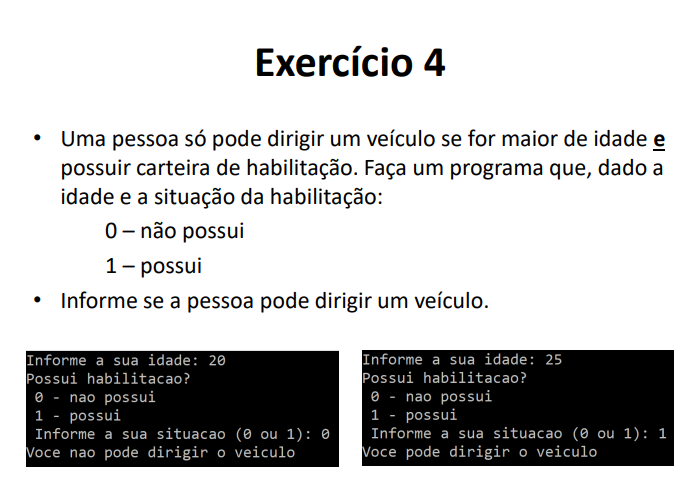 Exercício 4
• Uma pessoa só pode dirigir um veículo se for maior de idade e
possuir carteira de habilitação. Faça um programa que, dado a
idade e a situação da habilitação:
0 – não possui
1 – possui
• Informe se a pessoa pode dirigir um veículo.
Informe a sua idade: 20
Possui habilitacao?
0 - nao possui
1 - possui
Informe a sua situacao (0 ou 1): 0
Voce nao pode dirigir o veiculo
Informe a sua idade: 25
Possui habilitacao?
0 - nao possui
1 - possui
Informe a sua situacao (0 ou 1): 1
Voce pode dirigir o veiculo